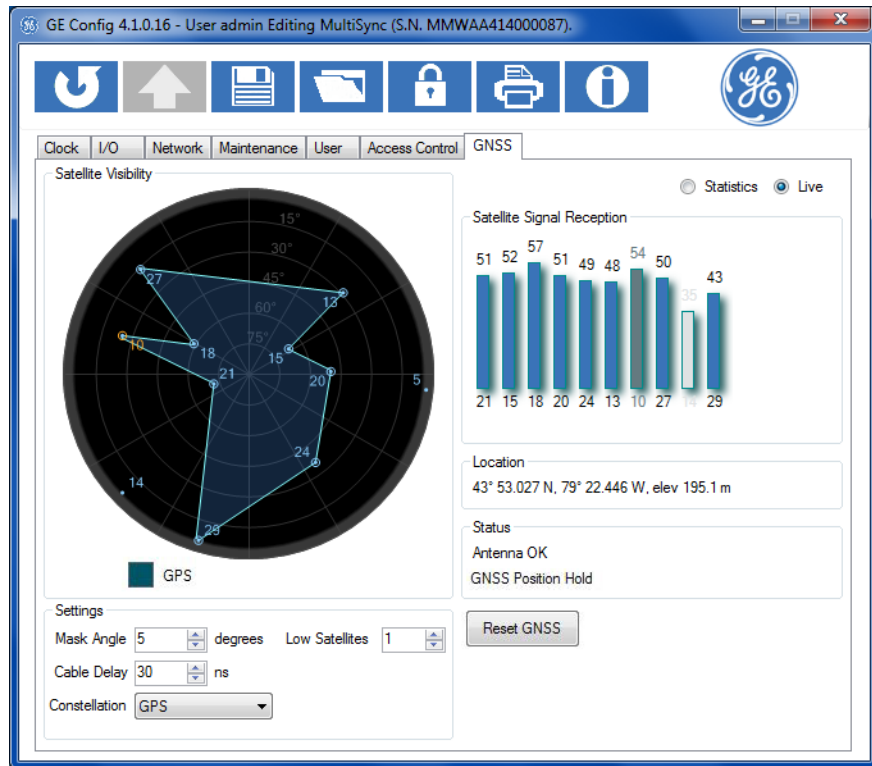 GE Config 4.1.0.16 - User admin Editing MultiSync (S.N. MMWAA414000087).
Clock I/O Network Maintenance User Access Control GNSS
Satellite Visibility
Statistics Live
15°
30°
45°
60°
75°
27
13
10
18
15
21
20
5
24
14
29
GPS
Satellite Signal Reception
51 52 57 51 49 48 54 50 35 43
21 15 18 20 24 13 10 27 14 29
Location
43° 53.027 N, 79° 22.446 W, elev 195.1 m
Status
Antenna OK
GNSS Position Hold
Settings
Mask Angle 5 degrees Low Satellites 1
Cable Delay 30 ns
Constellation GPS
Reset GNSS